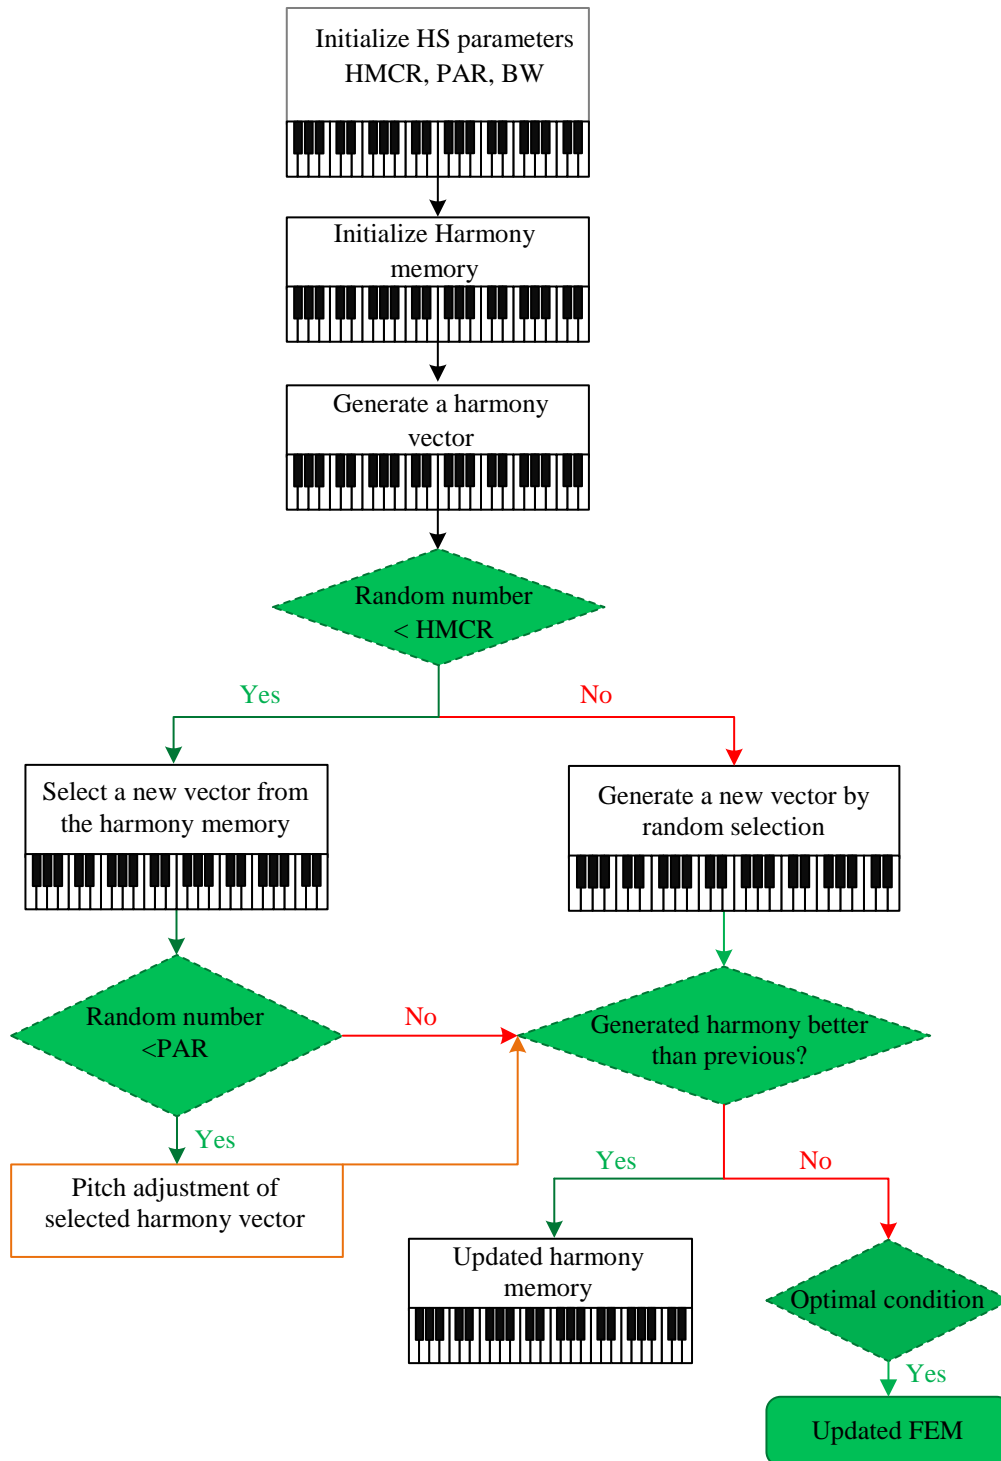 Initialize HS parameters
HMCR, PAR, BW
Initialize Harmony
memory
Generate a harmony
vector
Random number
< HMCR
Yes
No
Select a new vector from
the harmony memory
Generate a new vector by
random selection
Random number
<PAR
No
Generated harmony better
than previous?
Yes
Pitch adjustment of
selected harmony vector
Yes
No
Updated harmony
memory
Optimal condition
Yes
Updated FEM